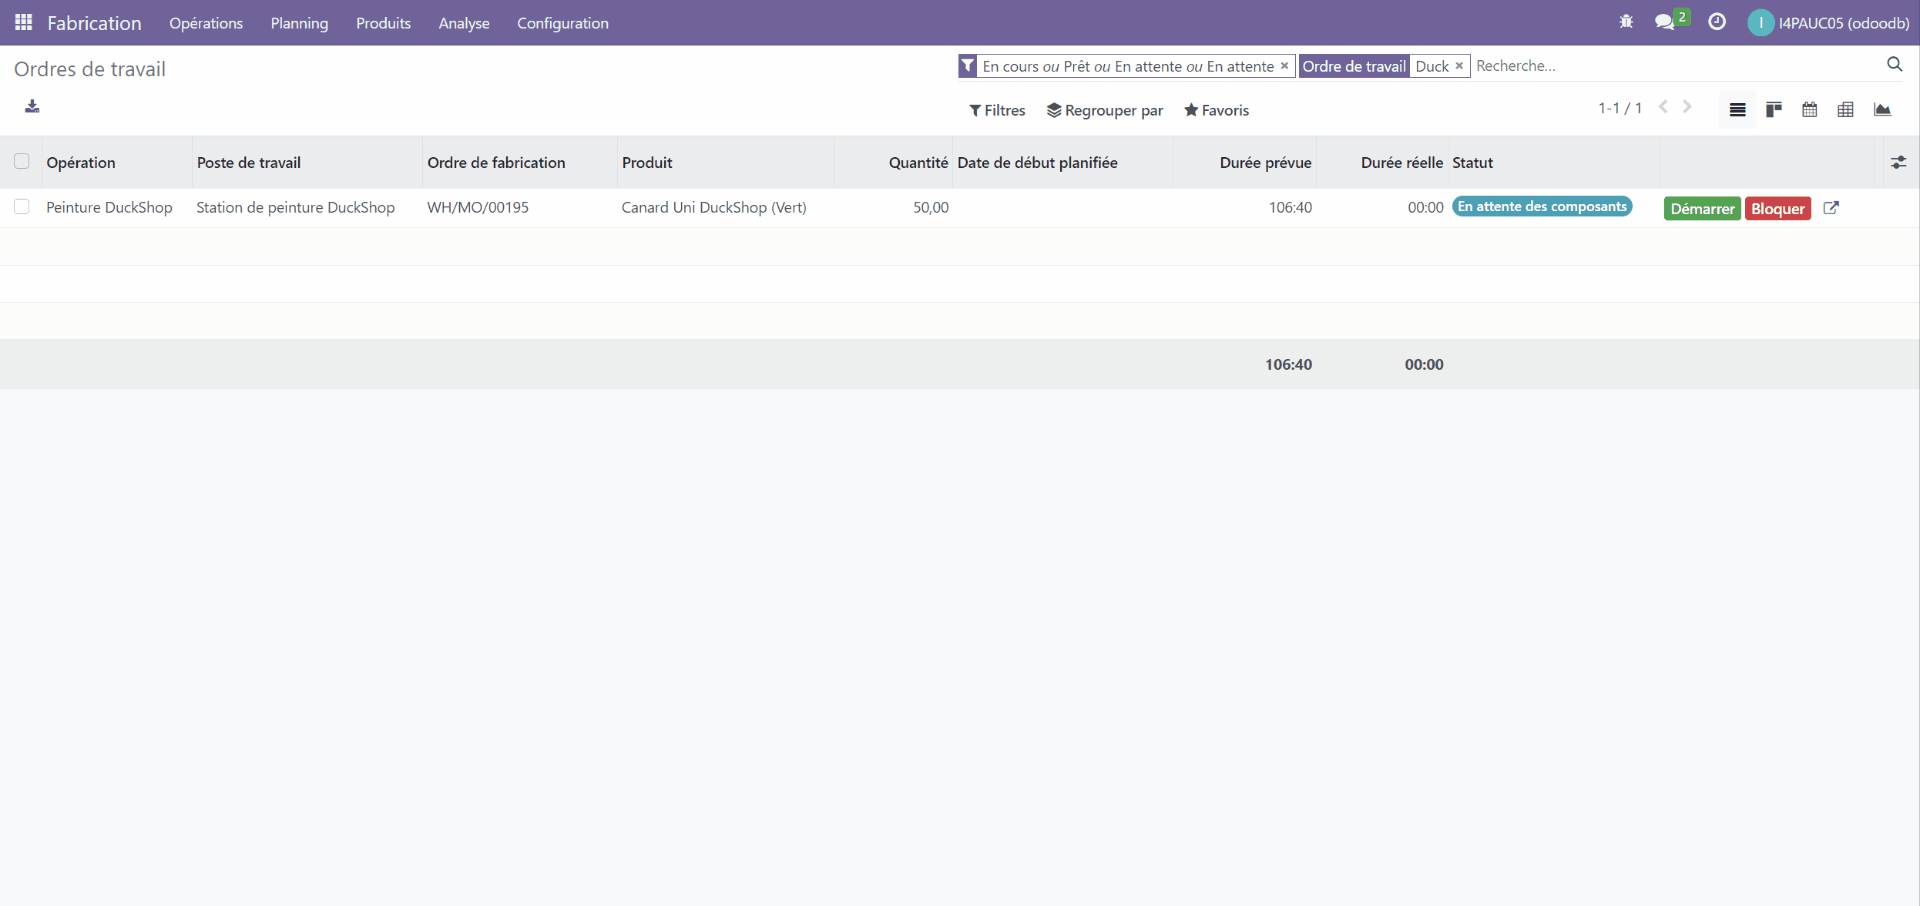 Fabrication Opérations Planning Produits Analyse Configuration 2 I I4PAUC05 (odoodb)
Ordres de travail
En cours ou Prêt ou En attente ou En attente × Ordre de travail Duck × Recherche...
Filtres Regrouper par Favoris 1-1 / 1
Opération Poste de travail Ordre de fabrication Produit Quantité Date de début planifiée Durée prévue Durée réelle Statut
Peinture DuckShop Station de peinture DuckShop WH/MO/00195 Canard Uni DuckShop (Vert) 50,00 106:40 00:00 En attente des composants Démarrer Bloquer
106:40 00:00